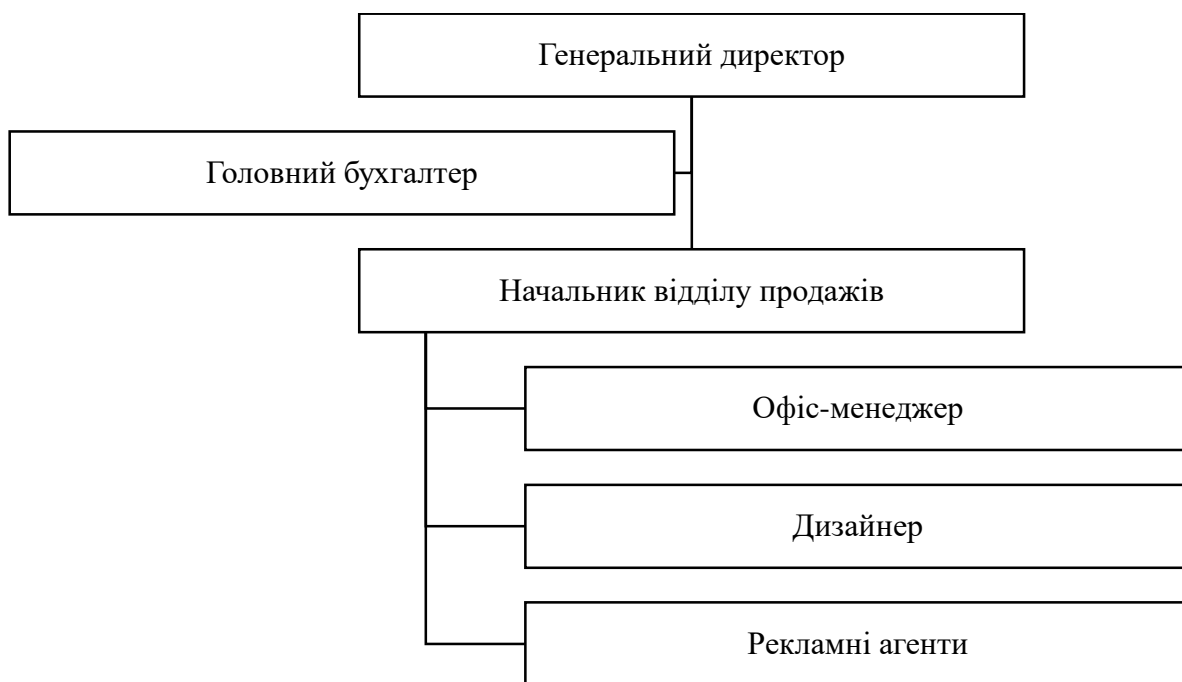 Генеральний директор
Головний бухгалтер
Начальник відділу продажів
Офіс-менеджер
Дизайнер
Рекламні агенти